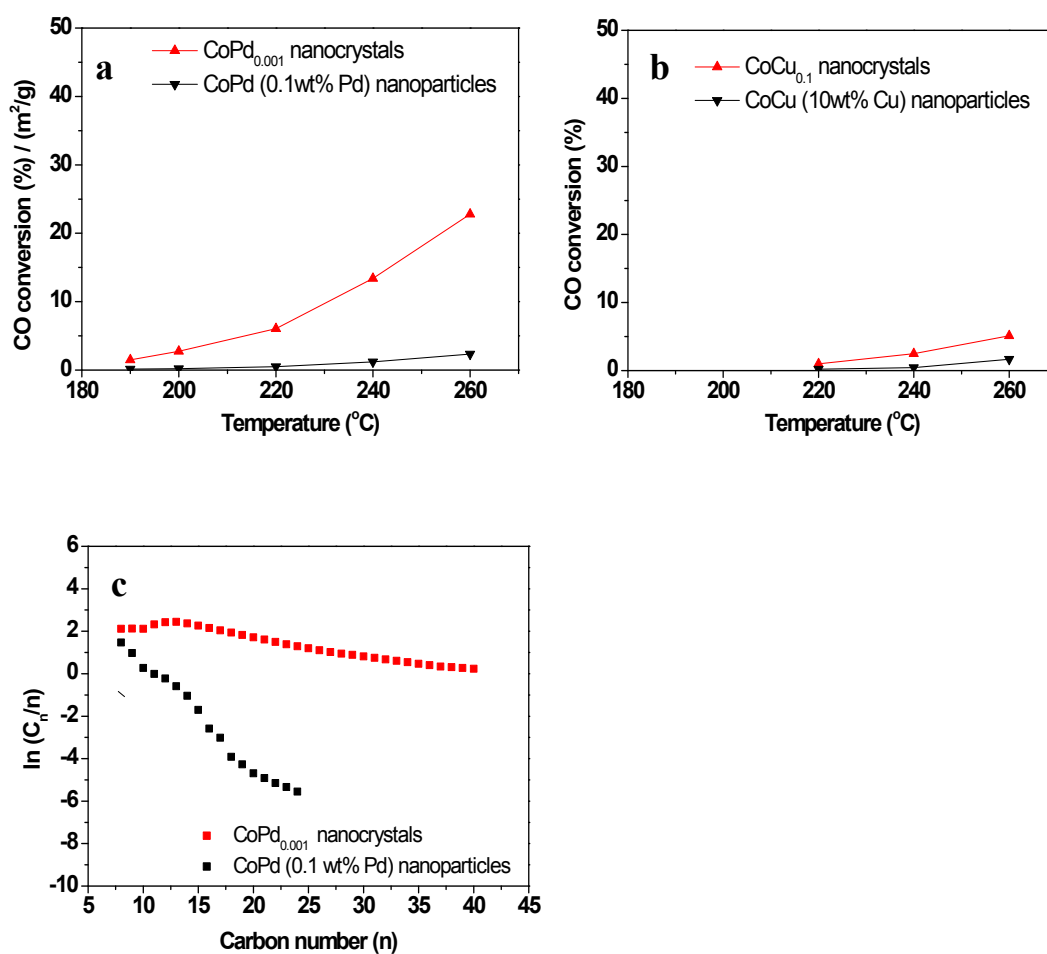 a
CoPd0.001 nanocrystals
CoPd (0.1wt% Pd) nanoparticles
CO conversion (%) / (m2/g)
50
40
30
20
10
0
180 200 220 240 260
Temperature (oC)
b
CoCu0.1 nanocrystals
CoCu (10wt% Cu) nanoparticles
CO conversion (%)
50
40
30
20
10
0
180 200 220 240 260
Temperature (oC)
c
ln (Cn/n)
6
4
2
0
-2
-4
-6
-8
-10
CoPd0.001 nanocrystals
CoPd (0.1 wt% Pd) nanoparticles
5 10 15 20 25 30 35 40 45
Carbon number (n)